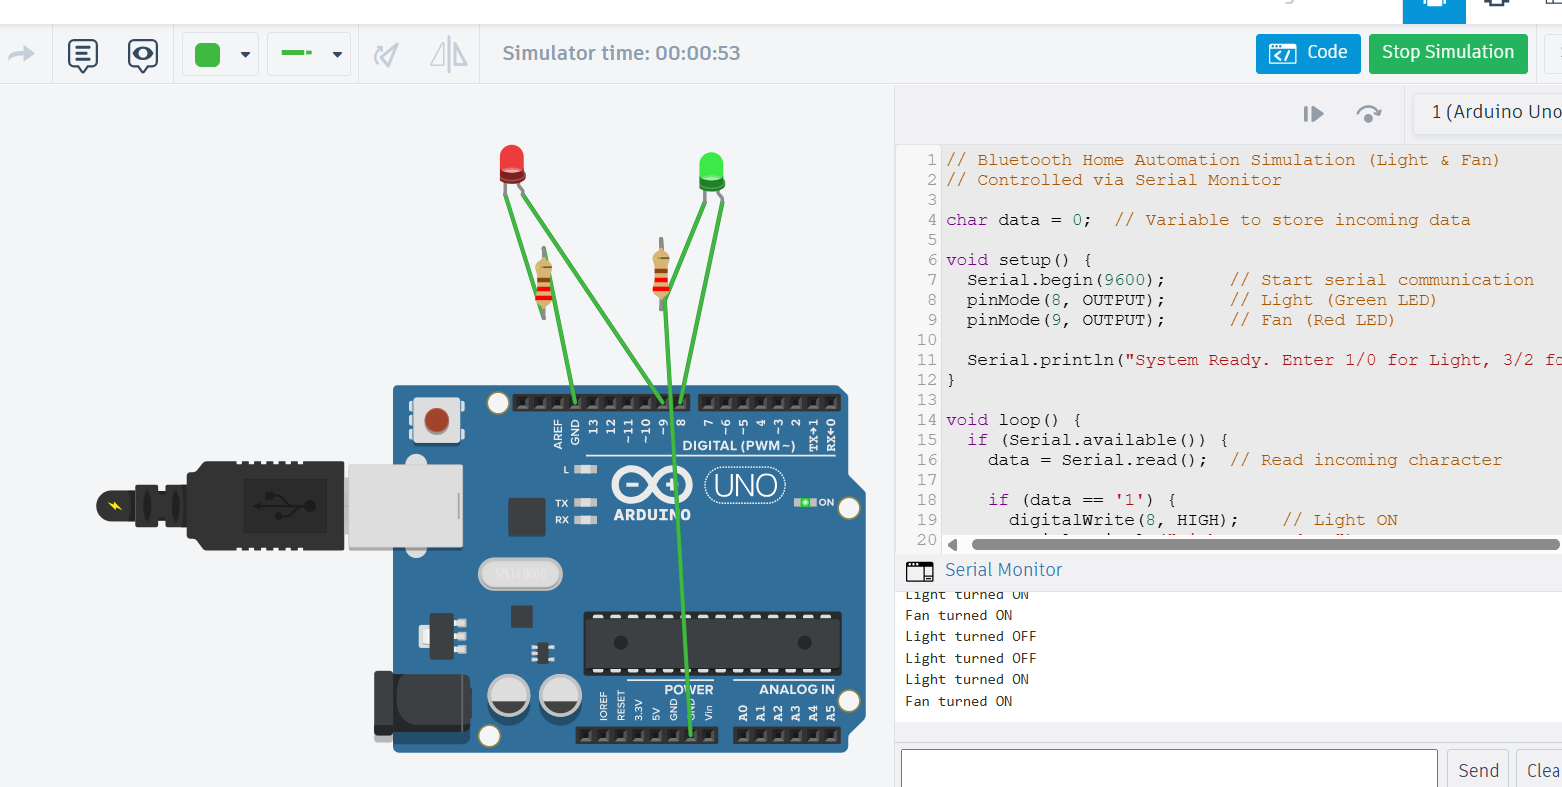 Simulator time: 00:00:53
Code
Stop Simulation
1 (Arduino Uno
1 // Bluetooth Home Automation Simulation (Light & Fan)
2 // Controlled via Serial Monitor
3
4 char data = 0;  // Variable to store incoming data
5
6 void setup() {
7   Serial.begin(9600);      // Start serial communication
8   pinMode(8, OUTPUT);      // Light (Green LED)
9   pinMode(9, OUTPUT);      // Fan (Red LED)
10
11   Serial.println("System Ready. Enter 1/0 for Light, 3/2 fo
12 }
13
14 void loop() {
15   if (Serial.available()) {
16     data = Serial.read();  // Read incoming character
17
18     if (data == '1') {
19       digitalWrite(8, HIGH);    // Light ON
20
Serial Monitor
Light turned ON
Fan turned ON
Light turned OFF
Light turned OFF
Light turned ON
Fan turned ON
Send
Clea
AREF
GND
13
12
~11
~10
~9
8
7
~6
~5
4
~3
2
TX→1
RX←0
DIGITAL (PWM~)
L
TX
RX
ARDUINO
UNO
ON
POWER
ANALOG IN
IOREF
RESET
3.3V
5V
GND
GND
Vin
A0
A1
A2
A3
A4
A5